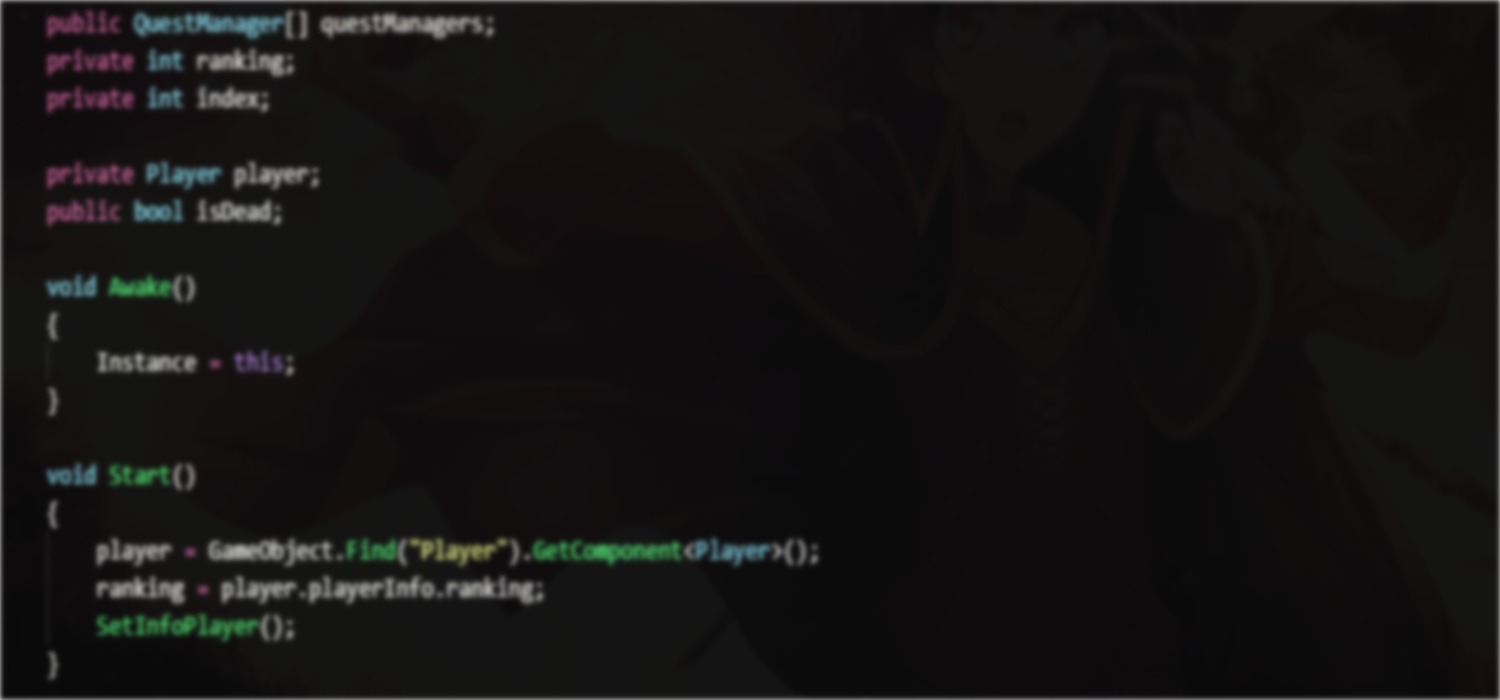 public QuestManager[] questManagers;
private int ranking;
private int index;
private Player player;
public bool isDead;
void Awake()
{
Instance = this;
}
void Start()
{
player = GameObject.Find("Player").GetComponent<Player>();
ranking = player.playerInfo.ranking;
SetInfoPlayer();
}